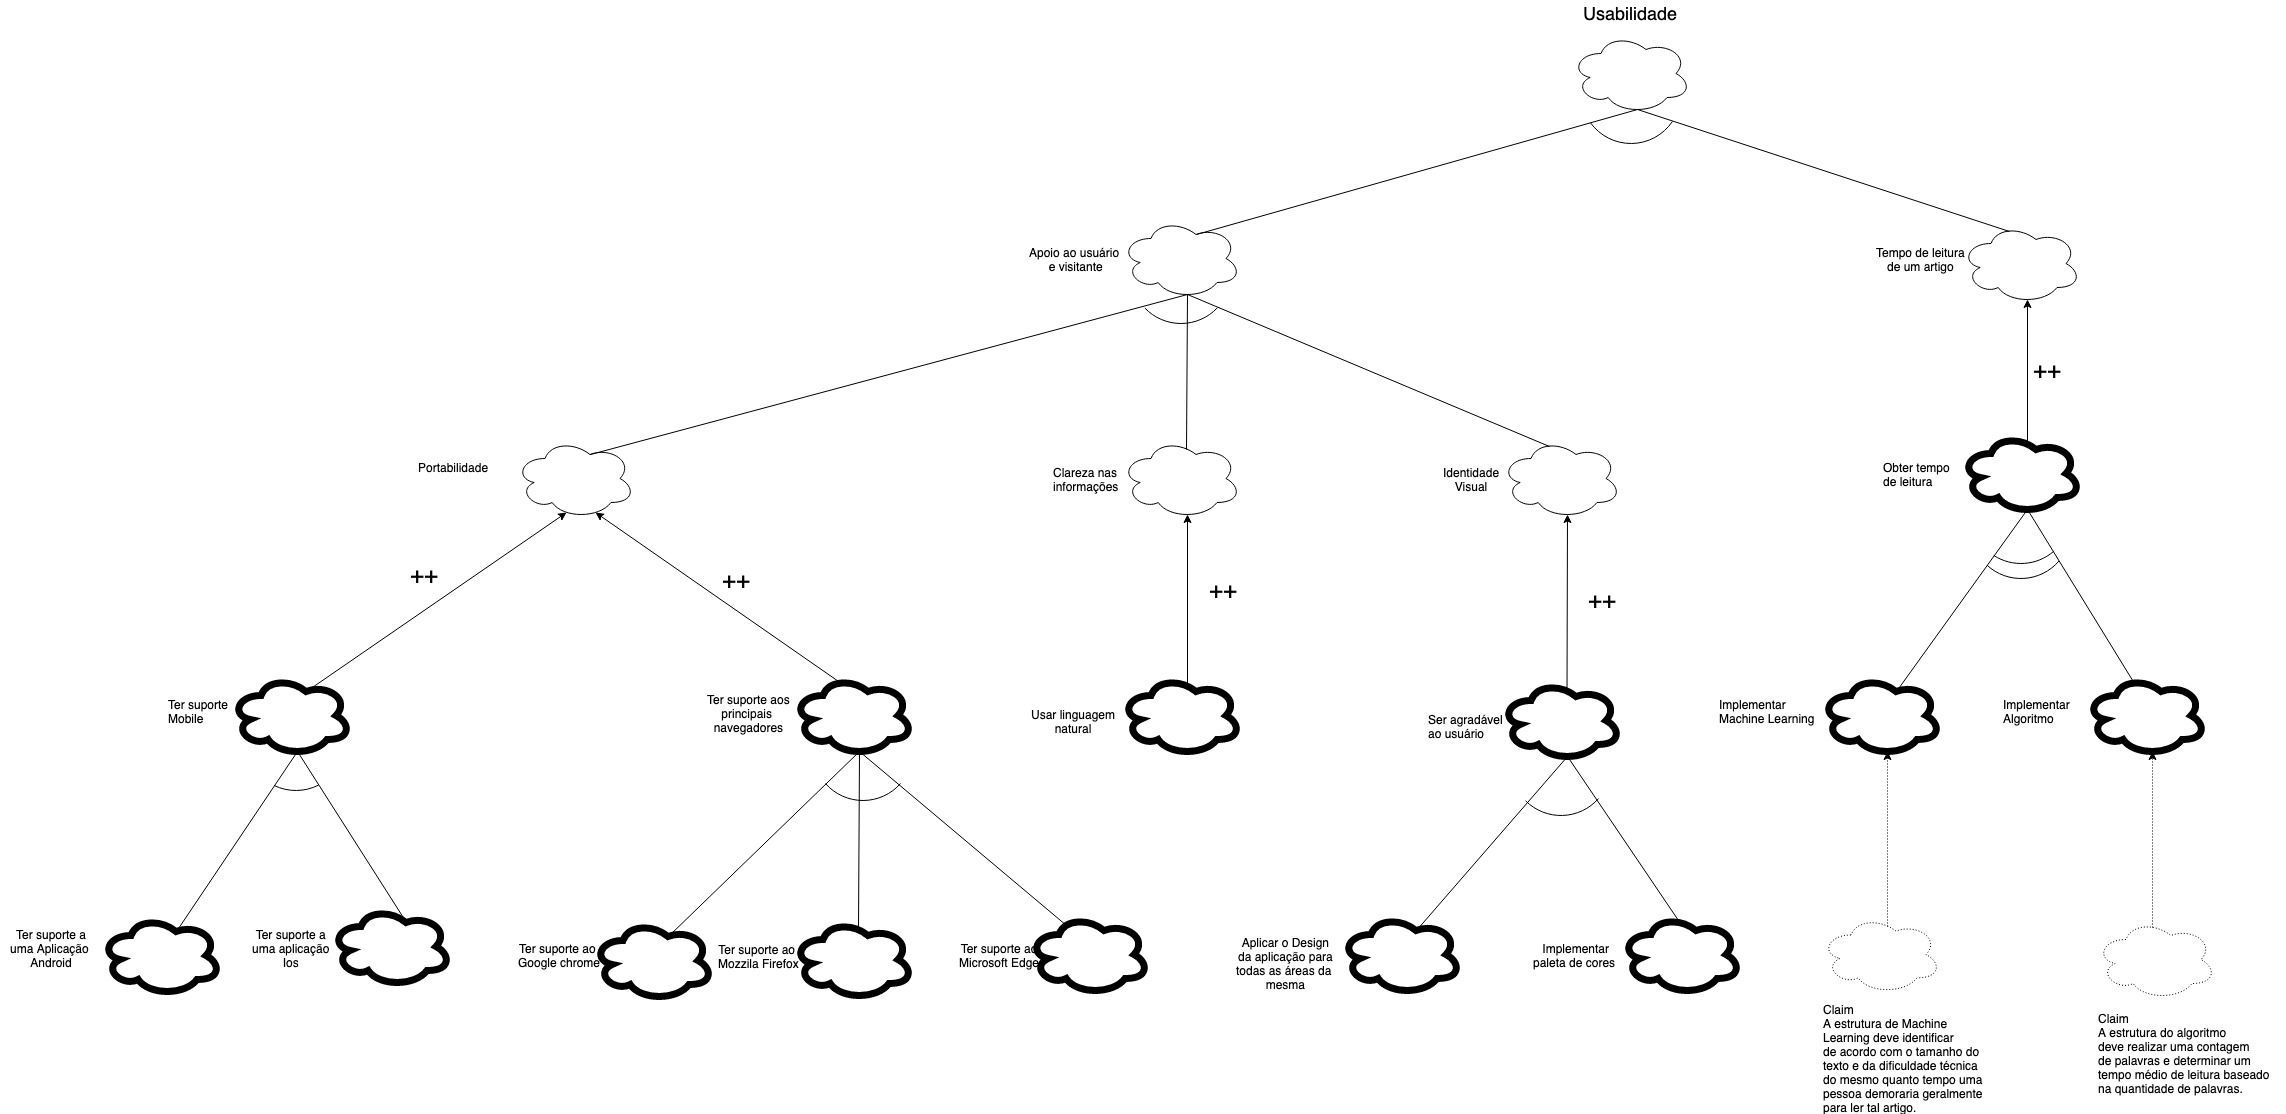 Usabilidade
Apoio ao usuário
e visitante
Tempo de leitura
de um artigo
++
Portabilidade
Clareza nas
informações
Identidade
Visual
Obter tempo
de leitura
++
++
++
++
Ter suporte
Mobile
Ter suporte aos
principais
navegadores
Usar linguagem
natural
Ser agradável
ao usuário
Implementar
Machine Learning
Implementar
Algoritmo
Ter suporte a
uma Aplicação
Android
Ter suporte a
uma aplicação
Ios
Ter suporte ao
Google chrome
Ter suporte ao
Mozzila Firefox
Ter suporte ao
Microsoft Edge
Aplicar o Design
da aplicação para
todas as áreas da
mesma
Implementar
paleta de cores
Claim
A estrutura de Machine
Learning deve identificar
de acordo com o tamanho do
texto e da dificuldade técnica
do mesmo quanto tempo uma
pessoa demoraria geralmente
para ler tal artigo.
Claim
A estrutura do algoritmo
deve realizar uma contagem
de palavras e determinar um
tempo médio de leitura baseado
na quantidade de palavras.